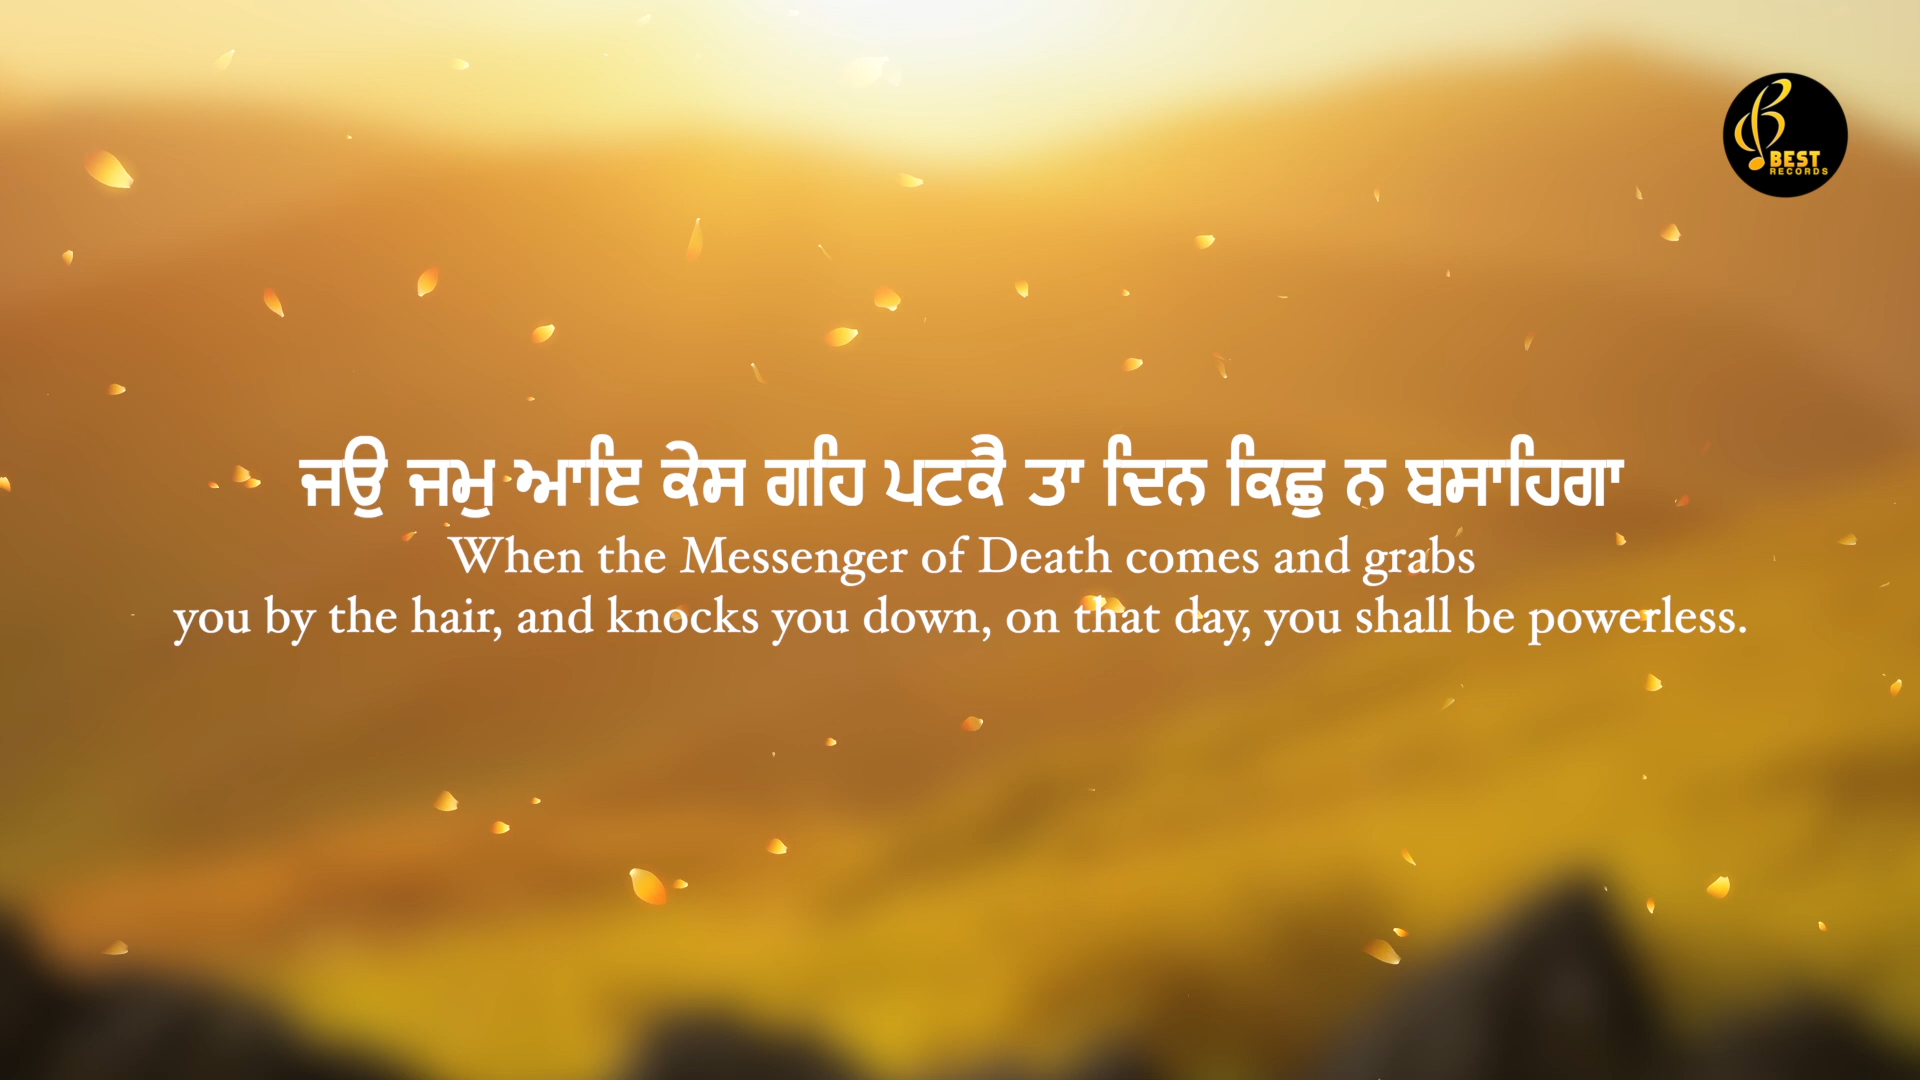 BEST
RECORDS
ਜਉ ਜਮੁ ਆਇ ਕੇਸ ਗਹਿ ਪਟਕੈ ਤਾ ਦਿਨ ਕਿਛੁ ਨ ਬਸਾਹਿਗਾ
When the Messenger of Death comes and grabs
you by the hair, and knocks you down, on that day, you shall be powerless.